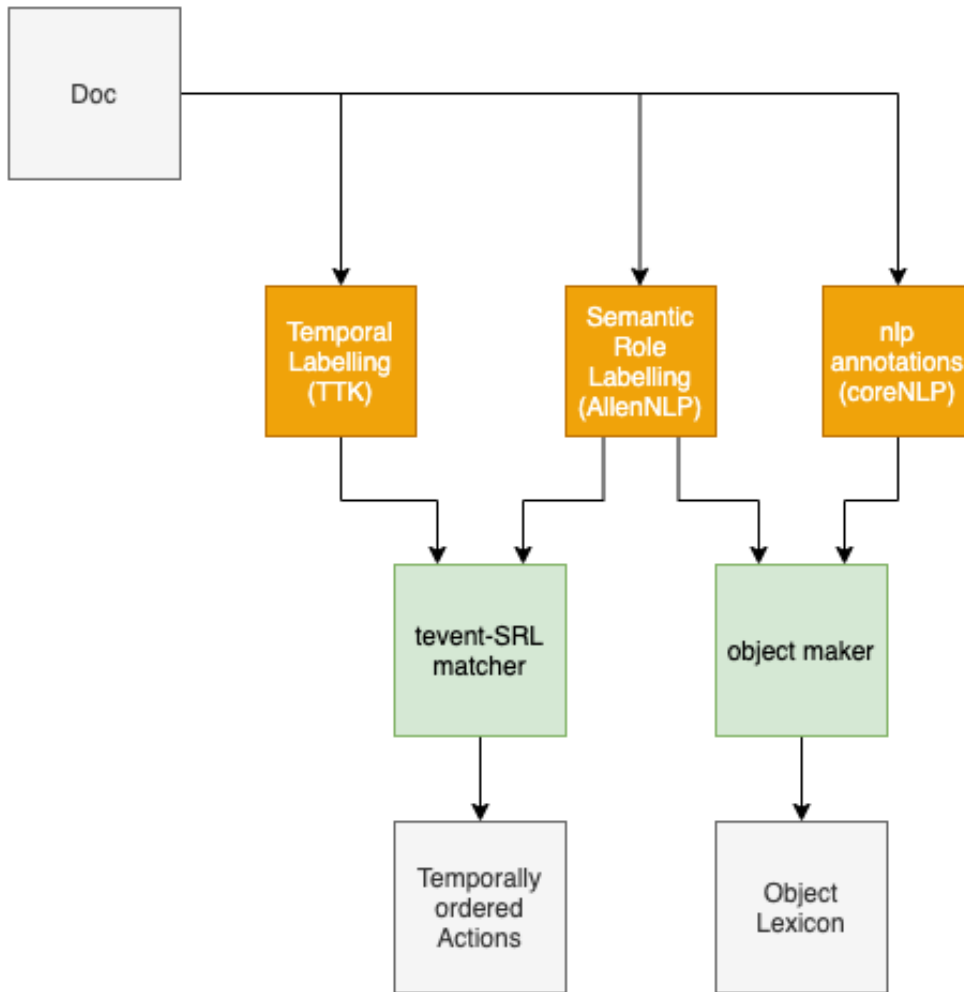 Doc
Temporal
Labelling
(TTK)
Semantic
Role
Labelling
(AllenNLP)
nlp
annotations
(coreNLP)
tevent-SRL
matcher
object maker
Temporally
ordered
Actions
Object
Lexicon